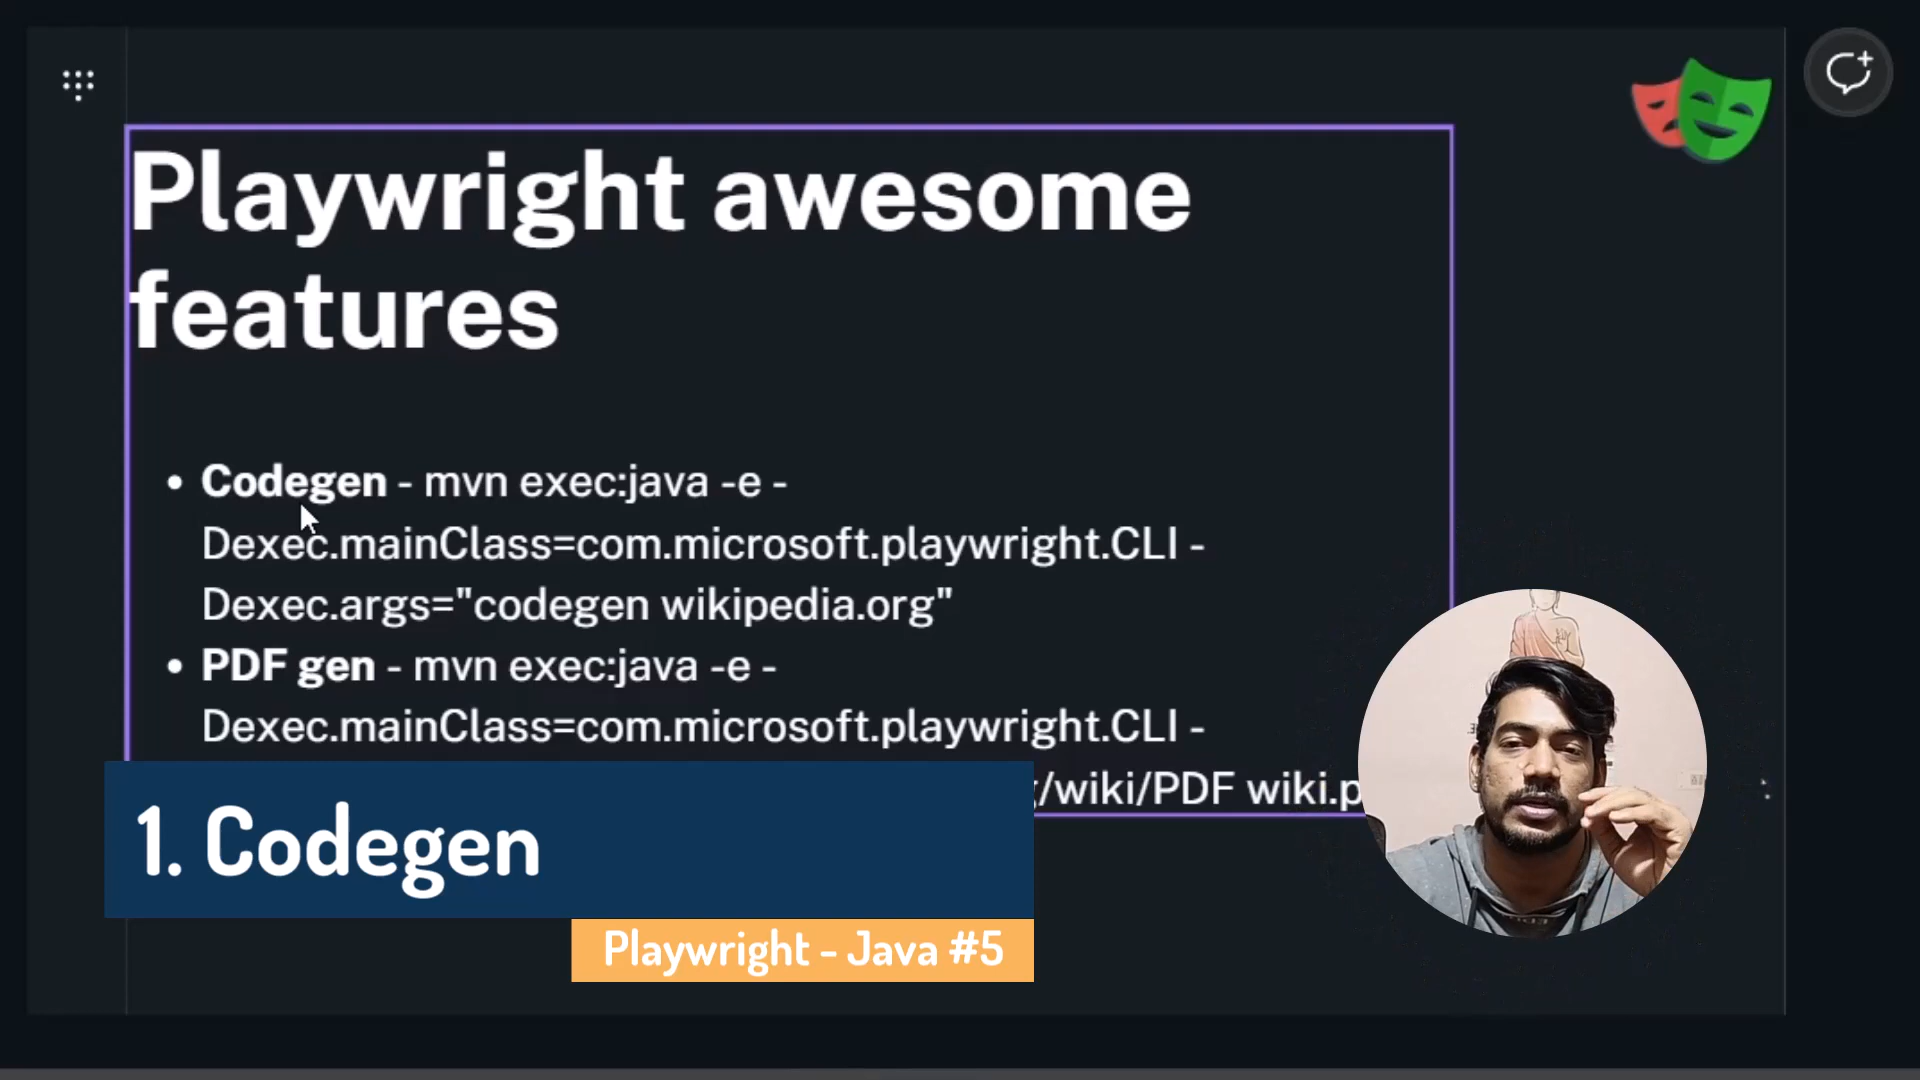 Playwright awesome
features
• Codegen - mvn exec:java -e -
Dexec.mainClass=com.microsoft.playwright.CLI -
Dexec.args="codegen wikipedia.org"
• PDF gen - mvn exec:java -e -
Dexec.mainClass=com.microsoft.playwright.CLI -
/wiki/PDF wiki.p
1. Codegen
Playwright - Java #5